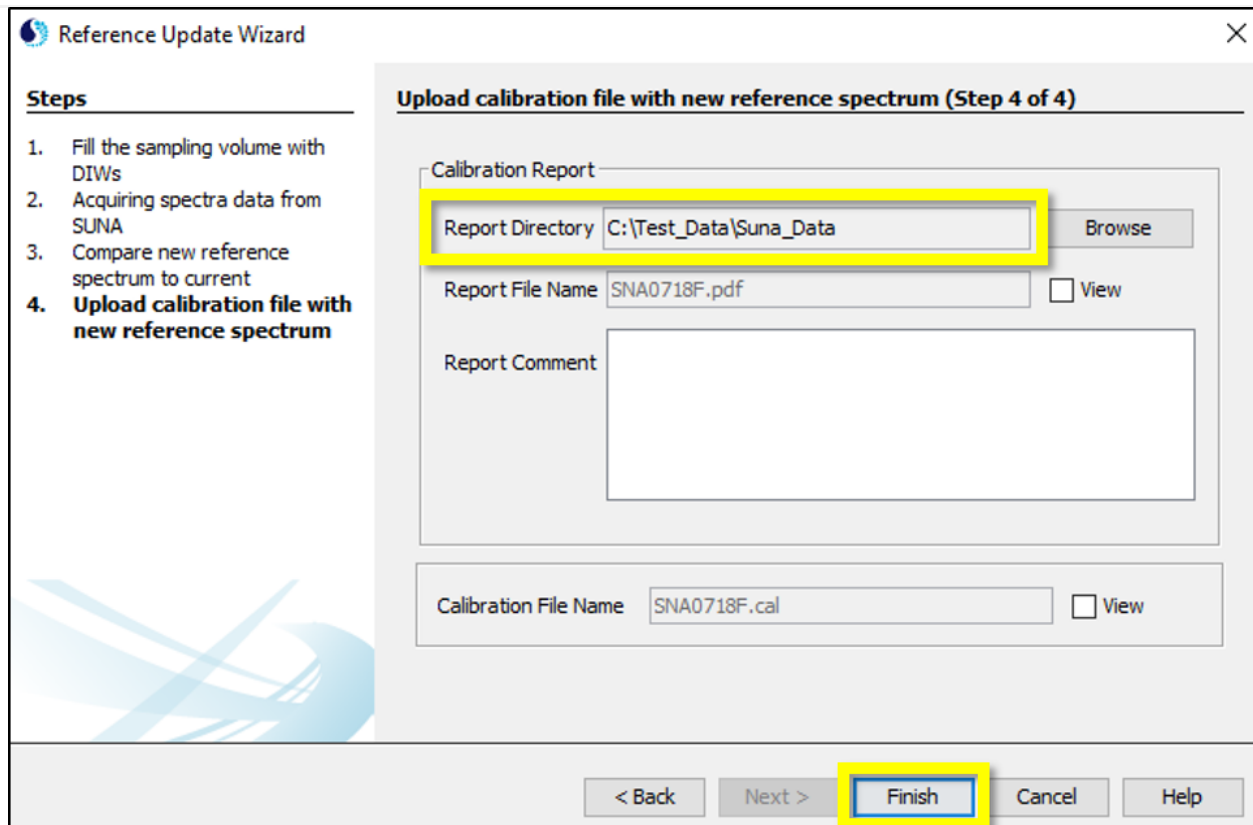 Reference Update Wizard
Steps
1. Fill the sampling volume with
DIWs
2. Acquiring spectra data from
SUNA
3. Compare new reference
spectrum to current
4. Upload calibration file with
new reference spectrum
Upload calibration file with new reference spectrum (Step 4 of 4)
Calibration Report
Report Directory C:\Test_Data\Suna_Data Browse
Report File Name SNA0718F.pdf View
Report Comment
Calibration File Name SNA0718F.cal View
< Back Next > Finish Cancel Help